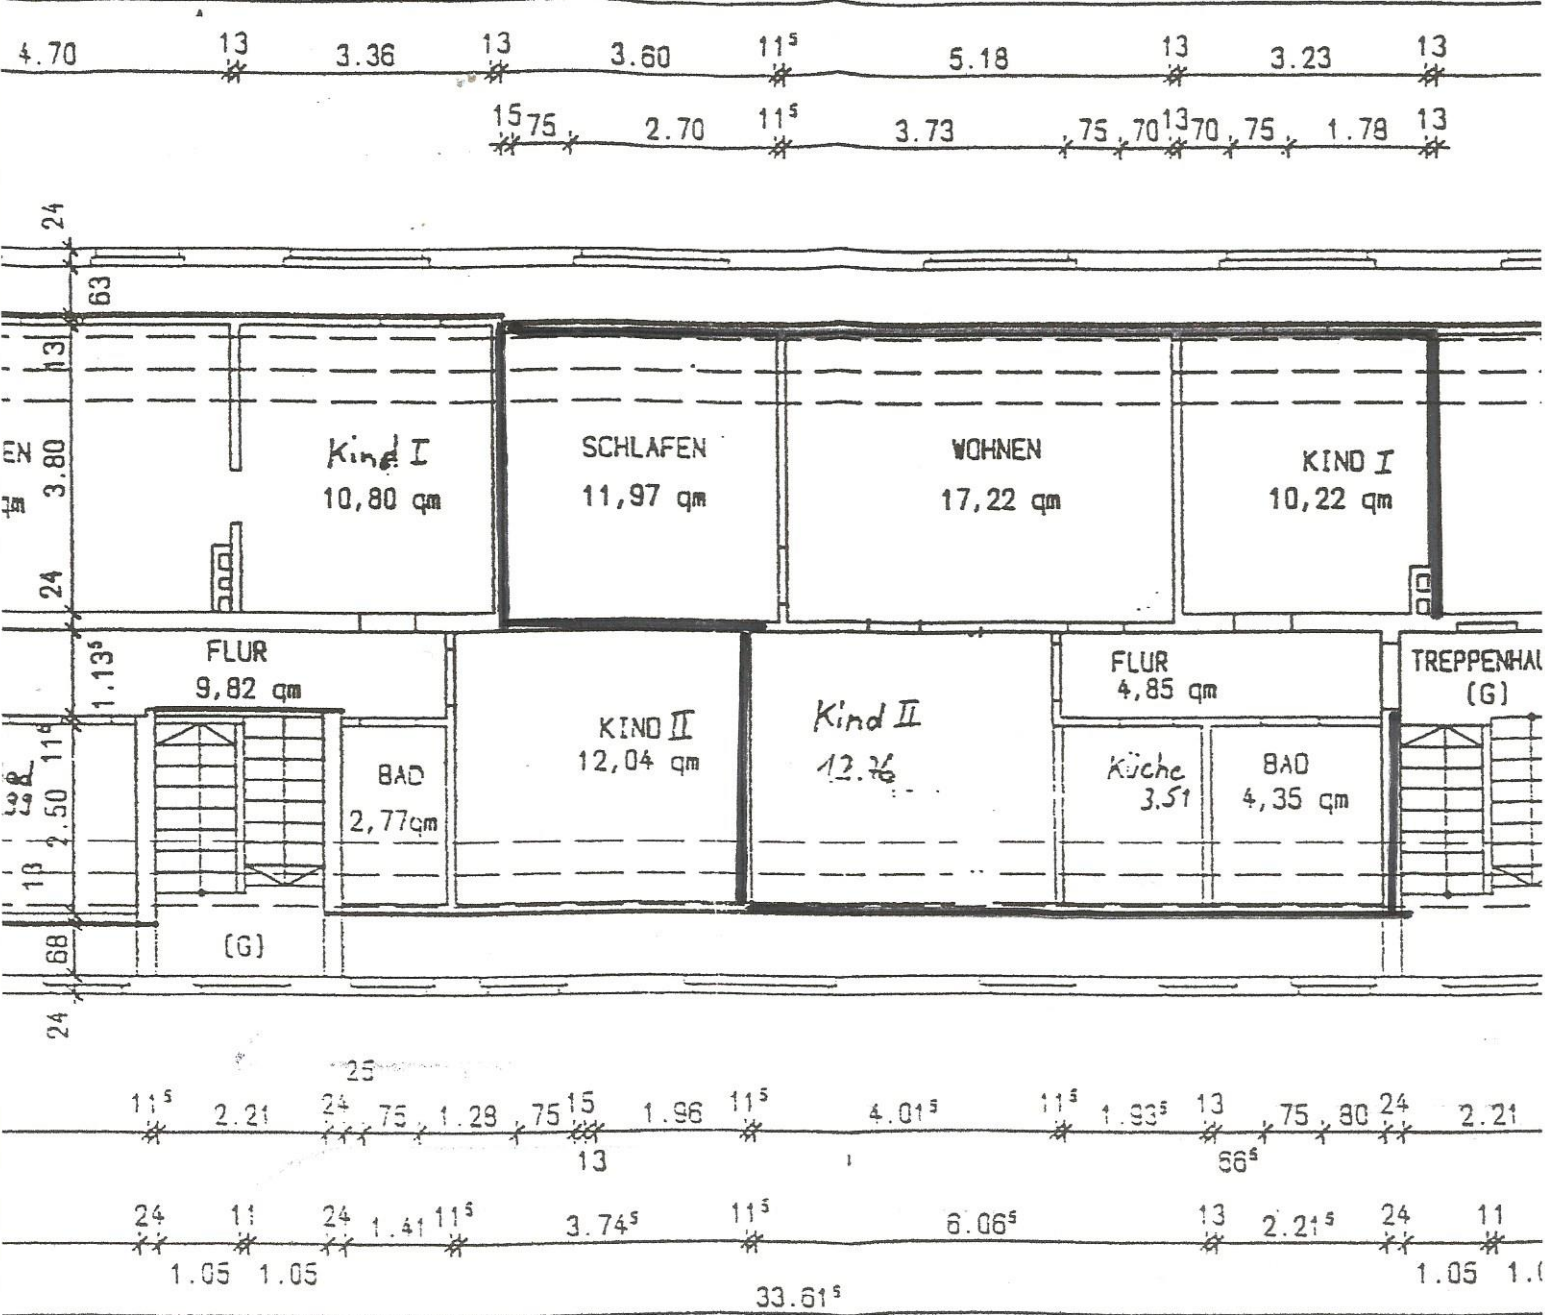 4.70 13 3.36 13 3.60 11⁵ 5.18 13 3.23 13
15 75 2.70 11⁵ 3.73 75 70 13 70 75 1.78 13
24
63
13
3.80
24
1.13⁵
11⁵
2.50
13
68
24
EN
Kind I
10,80 qm
SCHLAFEN
11,97 qm
WOHNEN
17,22 qm
KIND I
10,22 qm
FLUR
9,82 qm
FLUR
4,85 qm
TREPPENHAU
(G)
BAD
2,77qm
KIND II
12,04 qm
Kind II
Küche
3.51
BAD
4,35 qm
(G)
25
11⁵ 2.21 24 75 1.28 75 15 1.96 11⁵ 4.01⁵ 11⁵ 1.93⁵ 13 75 80 24 2.21
13 66⁵
24 11 24 1.41 11⁵ 3.74⁵ 11⁵ 6.06⁵ 13 2.21⁵ 24 11
1.05 1.05 1.05
33.61⁵